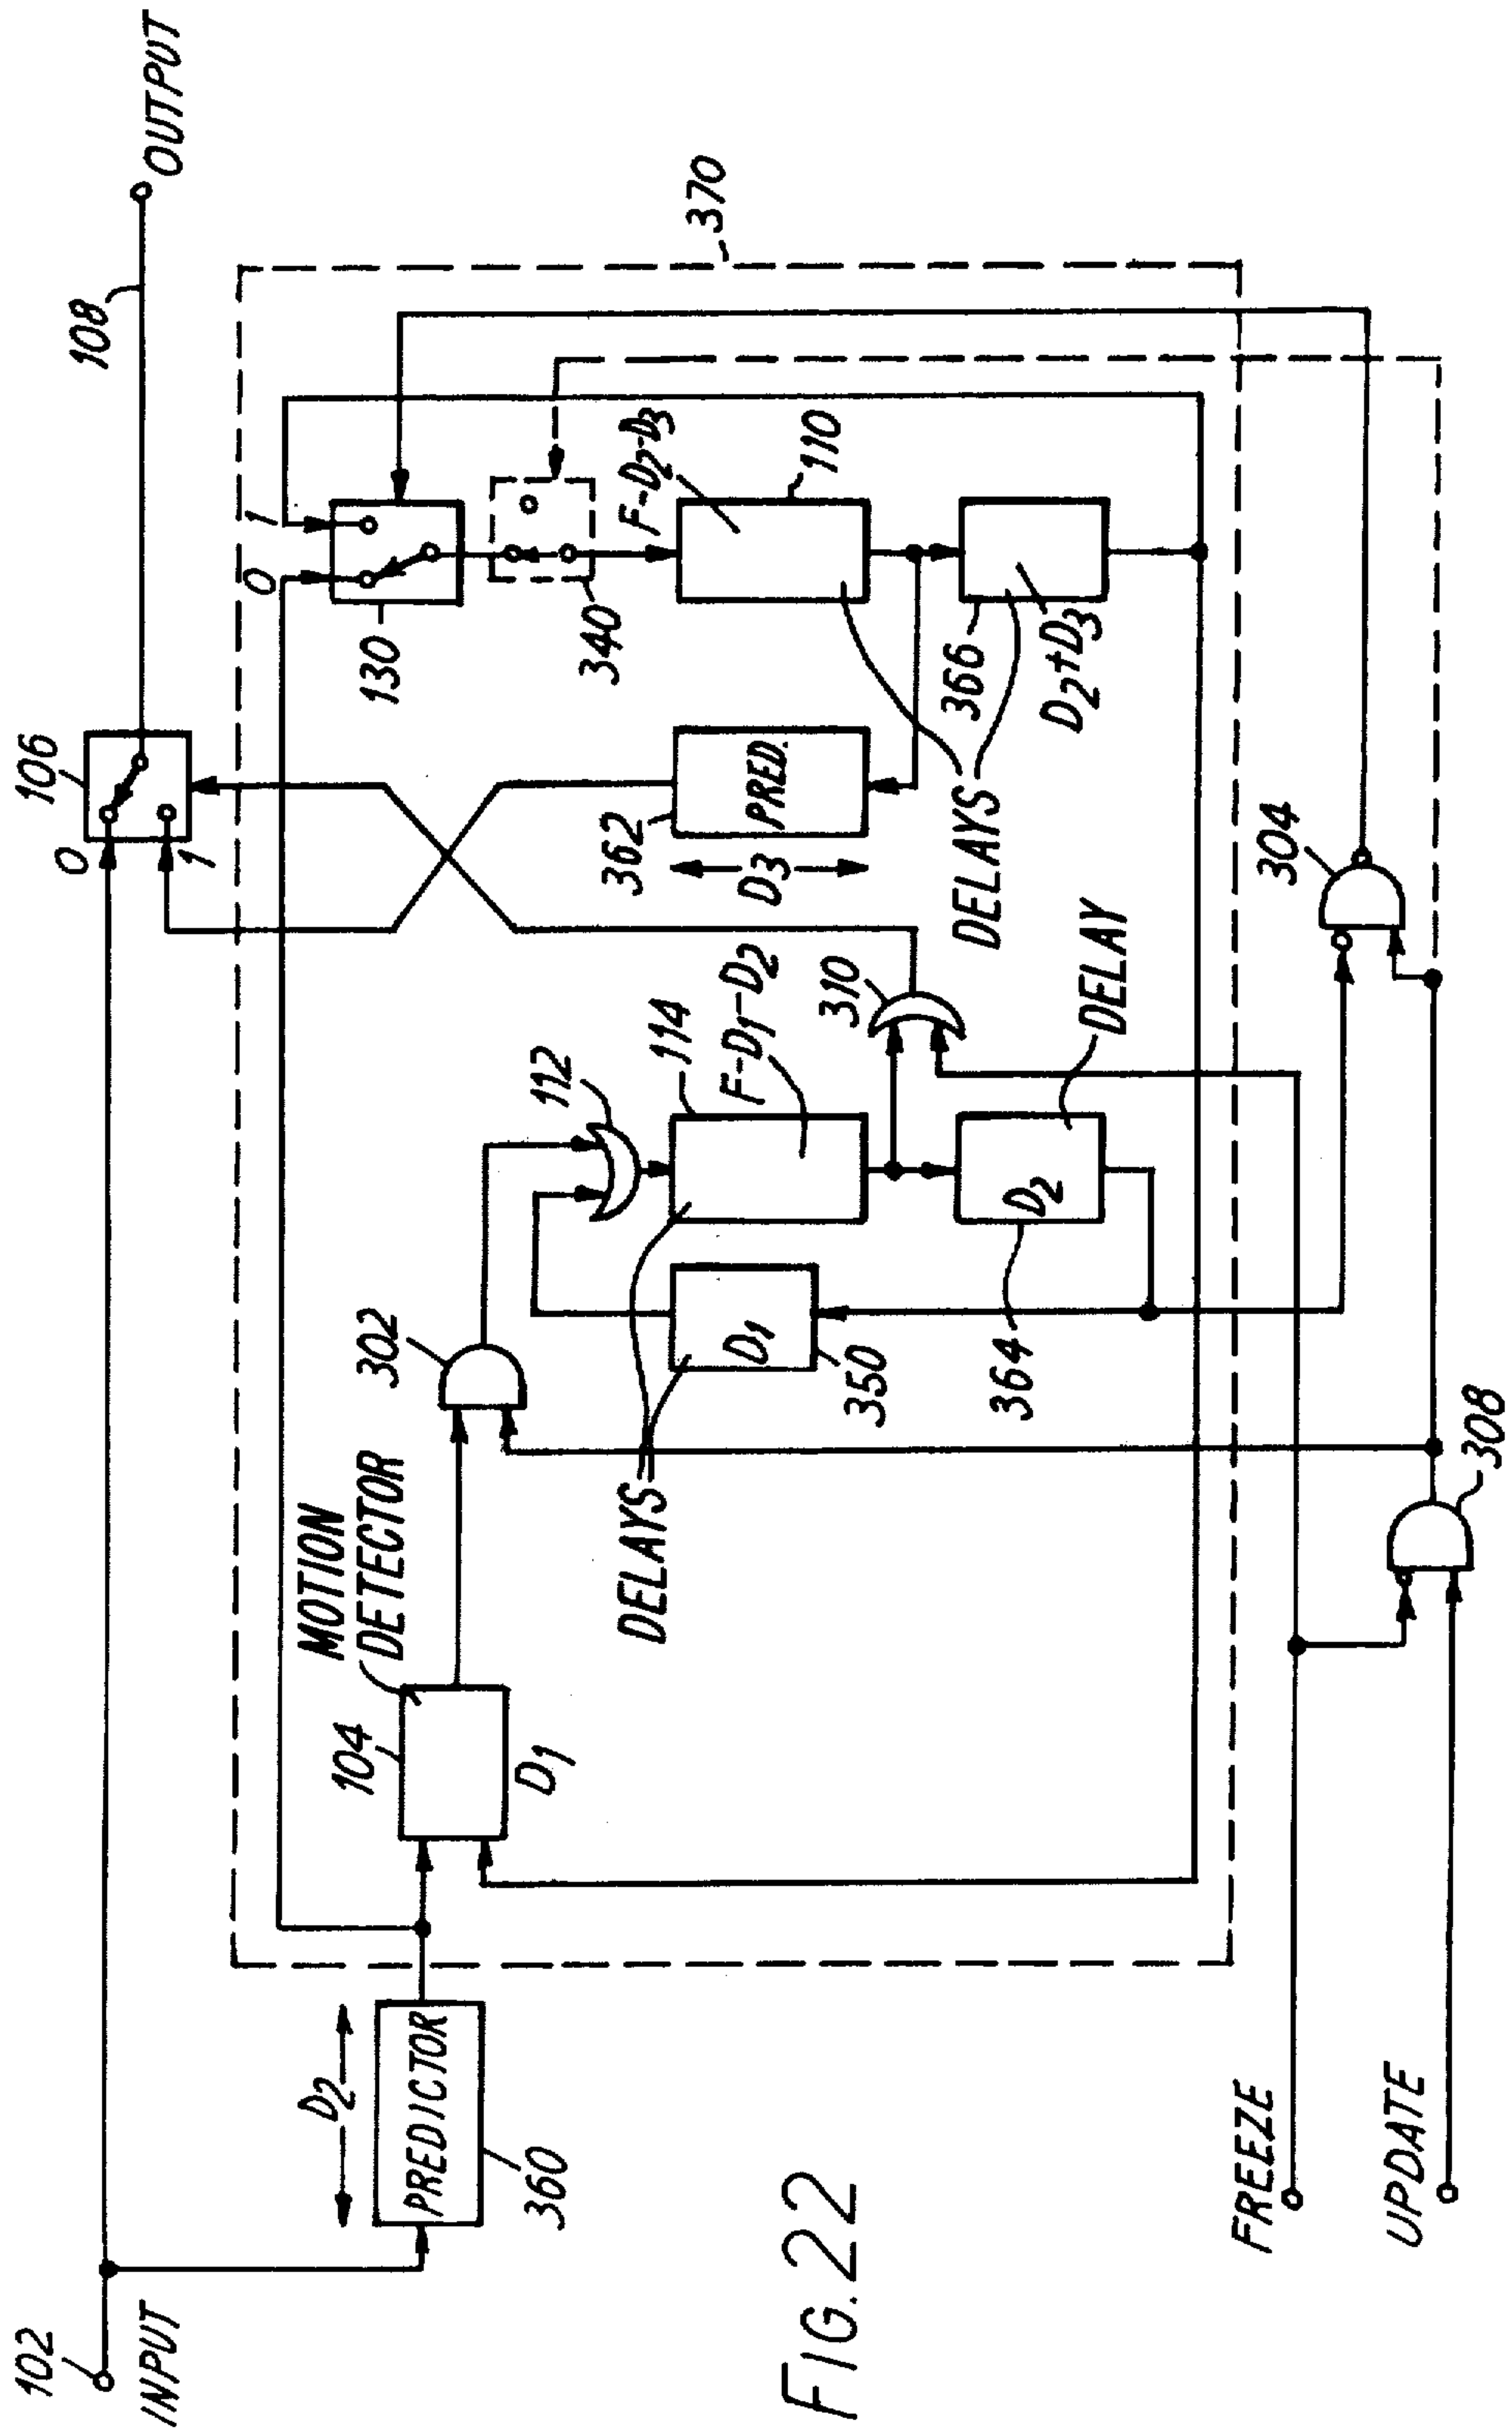 102
INPUT
D2
PREDICTOR
360
106
0
1
108
OUTPUT
370
MOTION
DETECTOR
104
D1
302
112
114
F-D1-D2
DELAYS
D1
350
D2
364
DELAY
310
362
PRED.
D3
130
0
1
340
F-D2-D3
110
366
D2+D3
DELAYS
304
308
FREEZE
UPDATE
FIG.22